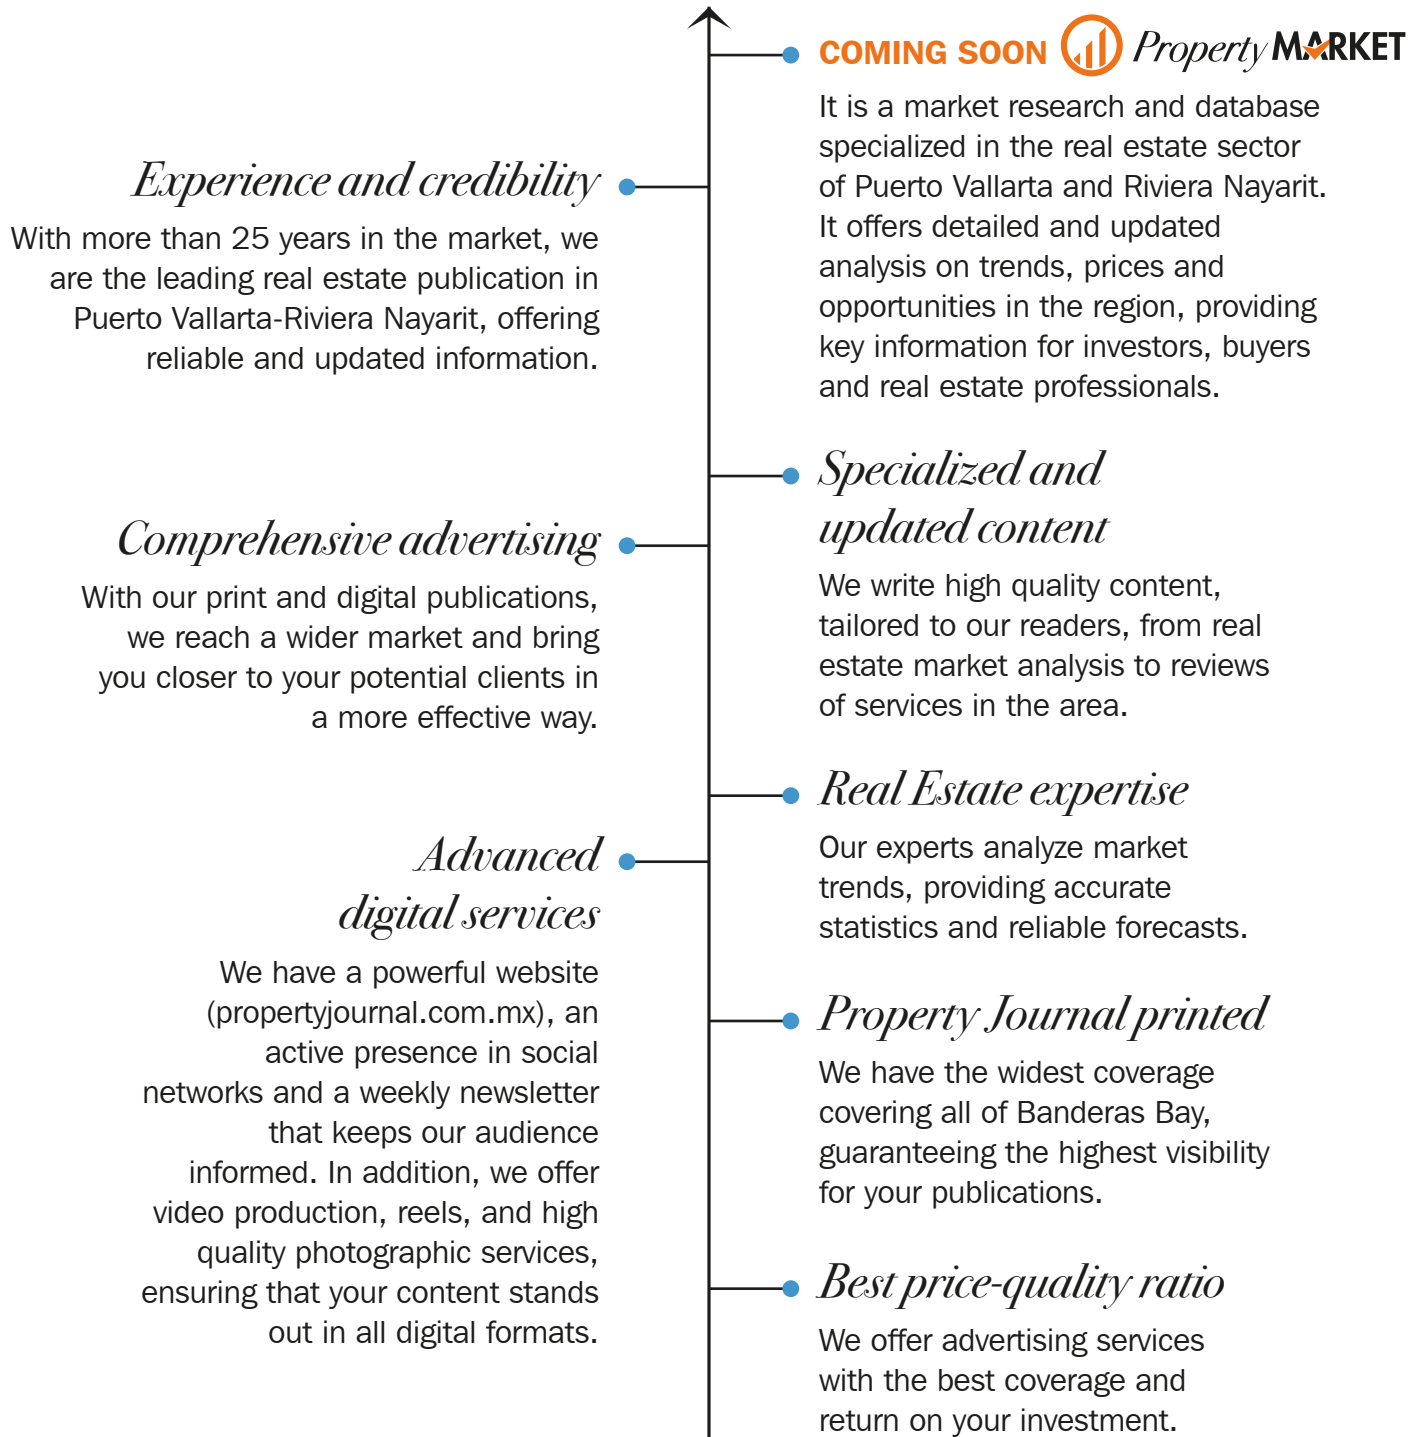 COMING SOON Property MARKET
It is a market research and database
specialized in the real estate sector
of Puerto Vallarta and Riviera Nayarit.
It offers detailed and updated
analysis on trends, prices and
opportunities in the region, providing
key information for investors, buyers
and real estate professionals.
Experience and credibility
With more than 25 years in the market, we
are the leading real estate publication in
Puerto Vallarta-Riviera Nayarit, offering
reliable and updated information.
Specialized and
updated content
We write high quality content,
tailored to our readers, from real
estate market analysis to reviews
of services in the area.
Comprehensive advertising
With our print and digital publications,
we reach a wider market and bring
you closer to your potential clients in
a more effective way.
Real Estate expertise
Our experts analyze market
trends, providing accurate
statistics and reliable forecasts.
Advanced
digital services
We have a powerful website
(propertyjournal.com.mx), an
active presence in social
networks and a weekly newsletter
that keeps our audience
informed. In addition, we offer
video production, reels, and high
quality photographic services,
ensuring that your content stands
out in all digital formats.
Property Journal printed
We have the widest coverage
covering all of Banderas Bay,
guaranteeing the highest visibility
for your publications.
Best price-quality ratio
We offer advertising services
with the best coverage and
return on your investment.